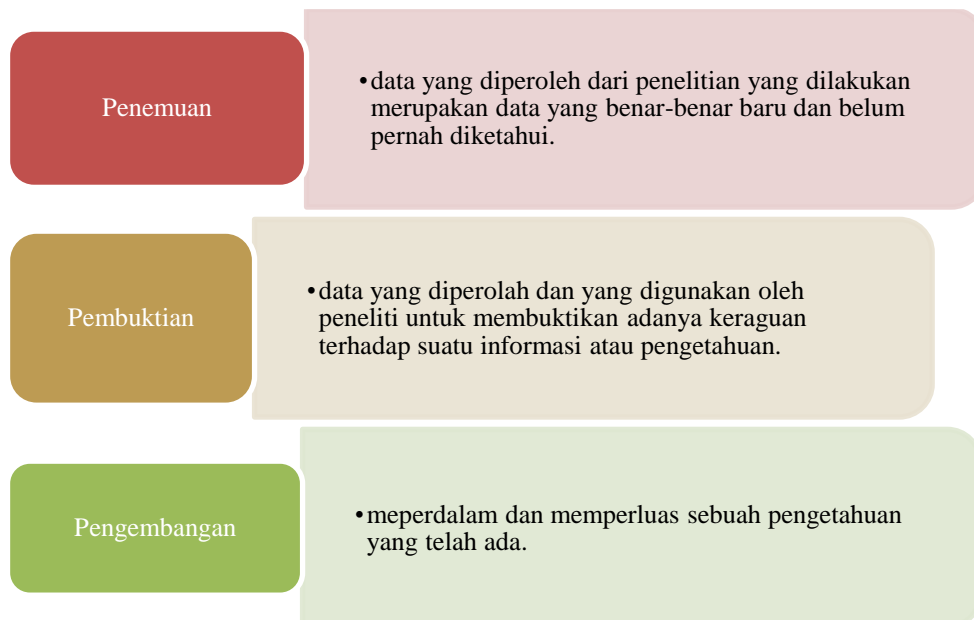 Penemuan
•data yang diperoleh dari penelitian yang dilakukan
merupakan data yang benar-benar baru dan belum
pernah diketahui.
Pembuktian
•data yang diperolah dan yang digunakan oleh
peneliti untuk membuktikan adanya keraguan
terhadap suatu informasi atau pengetahuan.
Pengembangan
•meperdalam dan memperluas sebuah pengetahuan
yang telah ada.